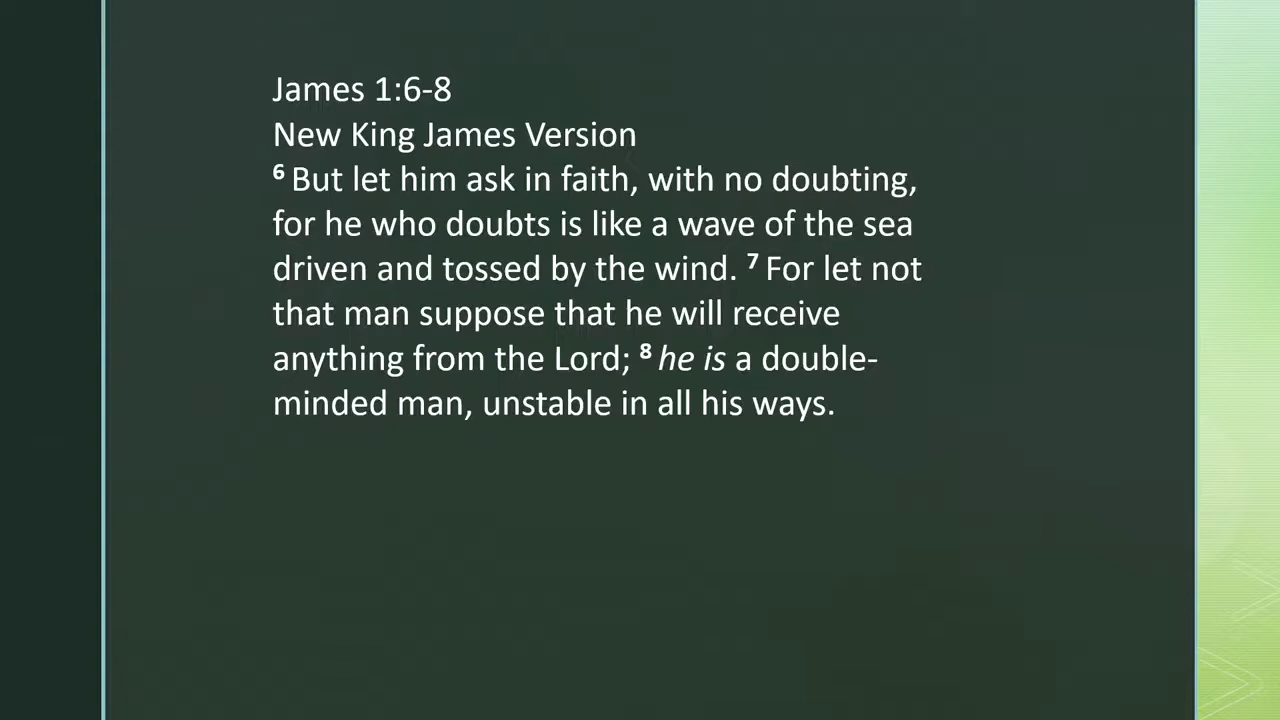 James 1:6-8
New King James Version
6 But let him ask in faith, with no doubting,
for he who doubts is like a wave of the sea
driven and tossed by the wind. 7 For let not
that man suppose that he will receive
anything from the Lord; 8 he is a double-
minded man, unstable in all his ways.